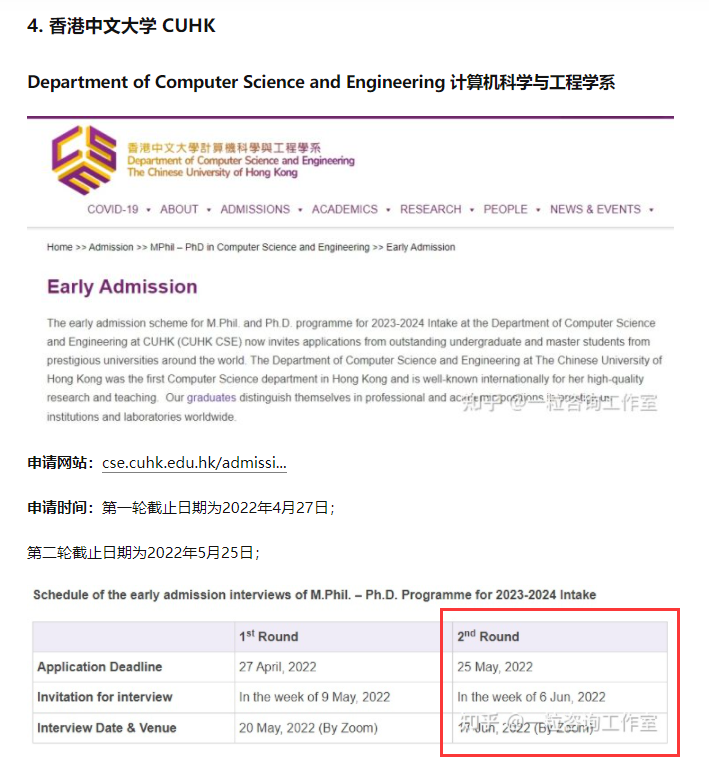 4. 香港中文大学 CUHK
Department of Computer Science and Engineering 计算机科学与工程学系
CSE
香港中文大學計算機科學與工程學系
Department of Computer Science and Engineering
The Chinese University of Hong Kong
COVID-19 ABOUT ADMISSIONS ACADEMICS RESEARCH PEOPLE NEWS & EVENTS
Home >> Admission >> MPhil – PhD in Computer Science and Engineering >> Early Admission
Early Admission
The early admission scheme for M.Phil. and Ph.D. programme for 2023-2024 Intake at the Department of Computer Science
and Engineering at CUHK (CUHK CSE) now invites applications from outstanding undergraduate and master students from
prestigious universities around the world. The Department of Computer Science and Engineering at The Chinese University of
Hong Kong was the first Computer Science department in Hong Kong and is well-known internationally for her high-quality
research and teaching. Our graduates distinguish themselves in professional and academic positions in
知乎 @一粒咨询工作室
institutions and laboratories worldwide.
申请网站：cse.cuhk.edu.hk/admissi...
申请时间：第一轮截止日期为2022年4月27日；
第二轮截止日期为2022年5月25日；
Schedule of the early admission interviews of M.Phil. – Ph.D. Programme for 2023-2024 Intake
1st Round 2nd Round
Application Deadline 27 April, 2022 25 May, 2022
Invitation for interview In the week of 9 May, 2022 In the week of 6 Jun, 2022
Interview Date & Venue 20 May, 2022 (By Zoom) 17 Jun, 2022 (By Zoom)
知乎 @一粒咨询工作室